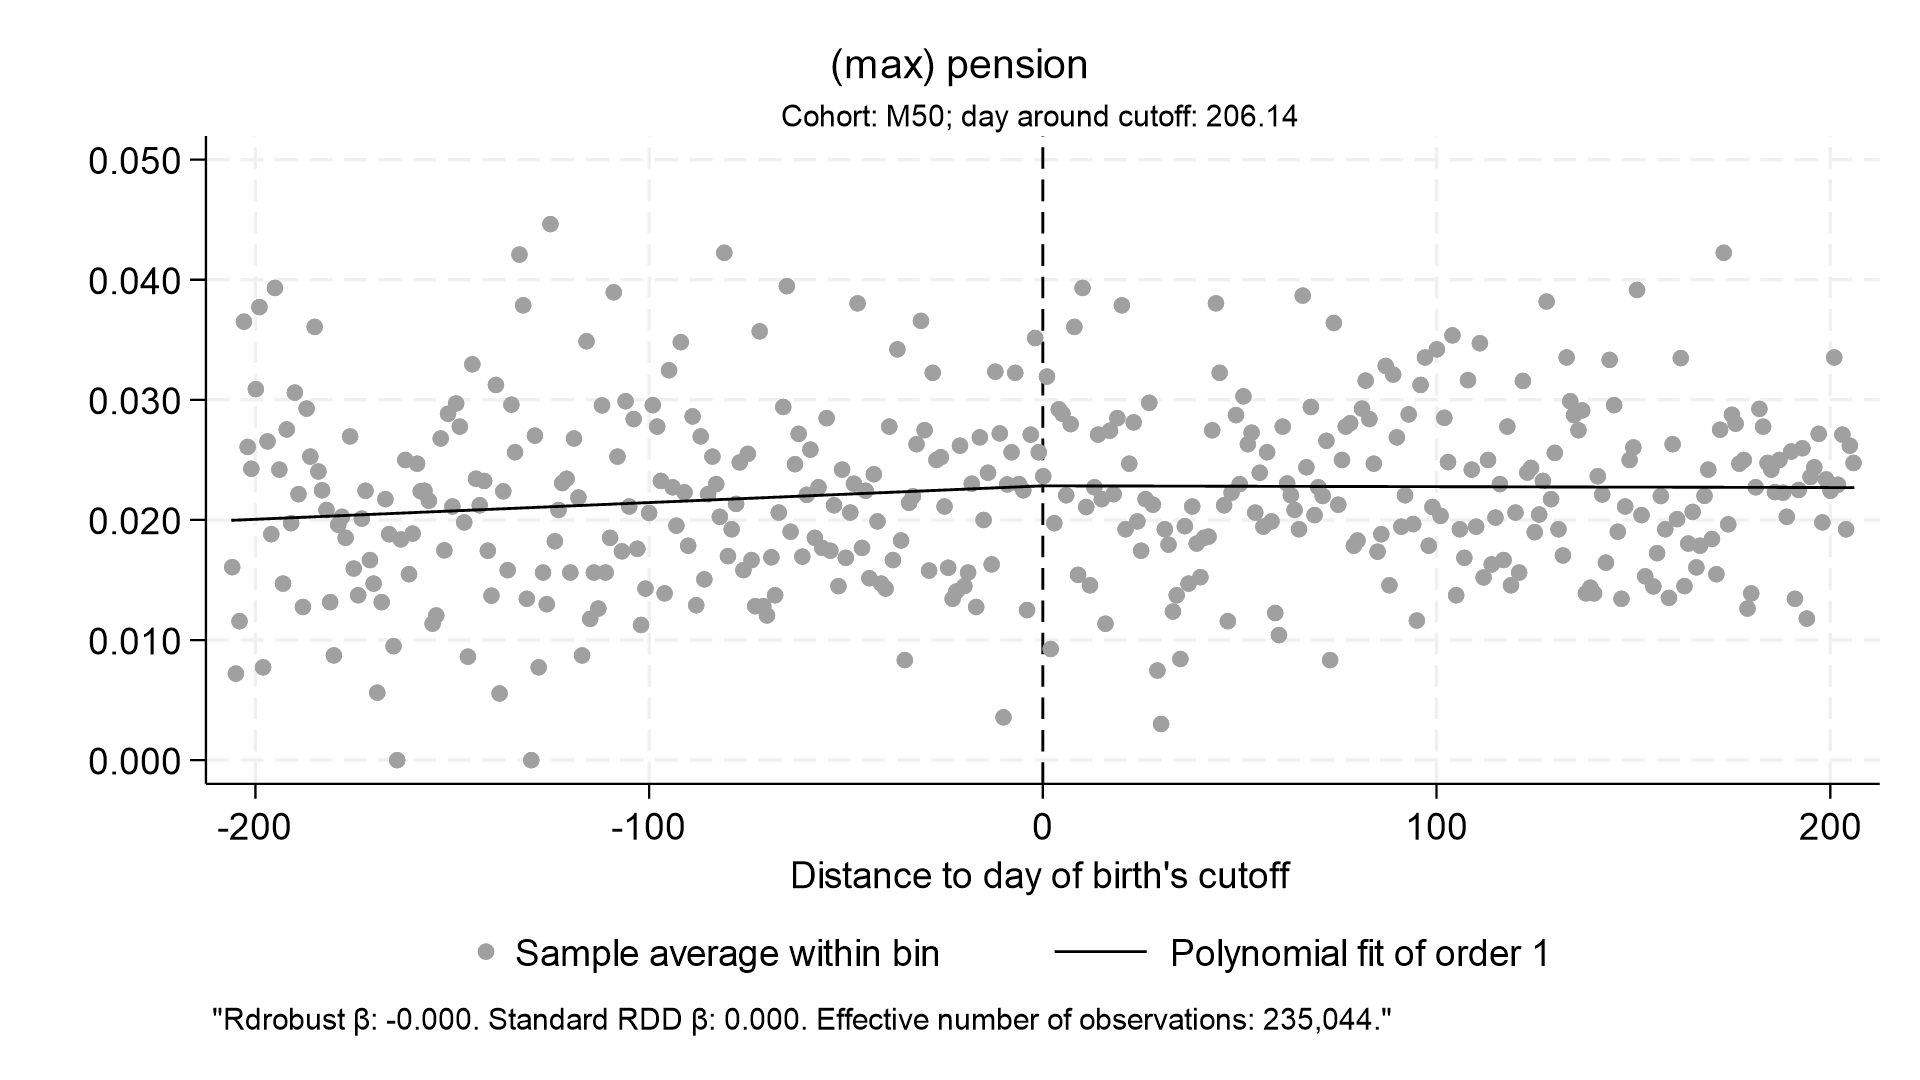 (max) pension
Cohort: M50; day around cutoff: 206.14
0.050
0.040
0.030
0.020
0.010
0.000
-200 -100 0 100 200
Distance to day of birth's cutoff
Sample average within bin Polynomial fit of order 1
"Rdrobust β: -0.000. Standard RDD β: 0.000. Effective number of observations: 235,044."